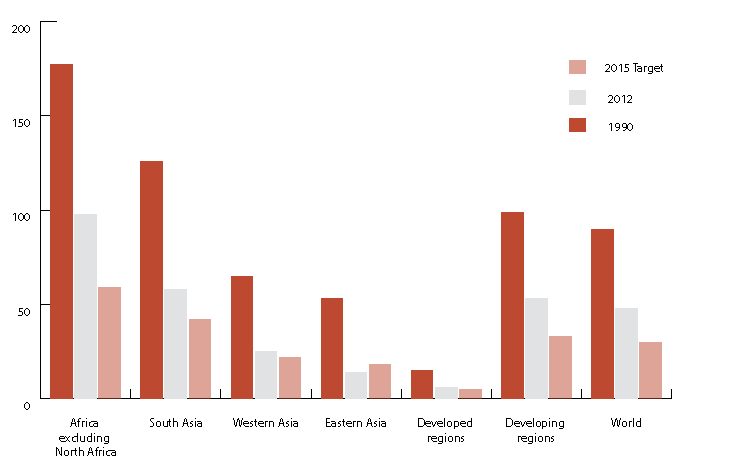 200
150
100
50
0
2015 Target
2012
1990
Africa
excluding
North Africa
South Asia
Western Asia
Eastern Asia
Developed
regions
Developing
regions
World